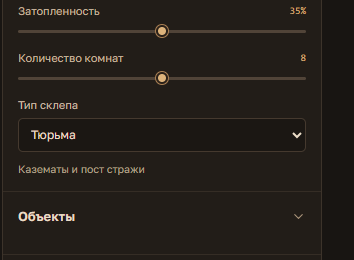 Затопленность 35%
Количество комнат 8
Тип склепа
Тюрьма
Казематы и пост стражи
Объекты